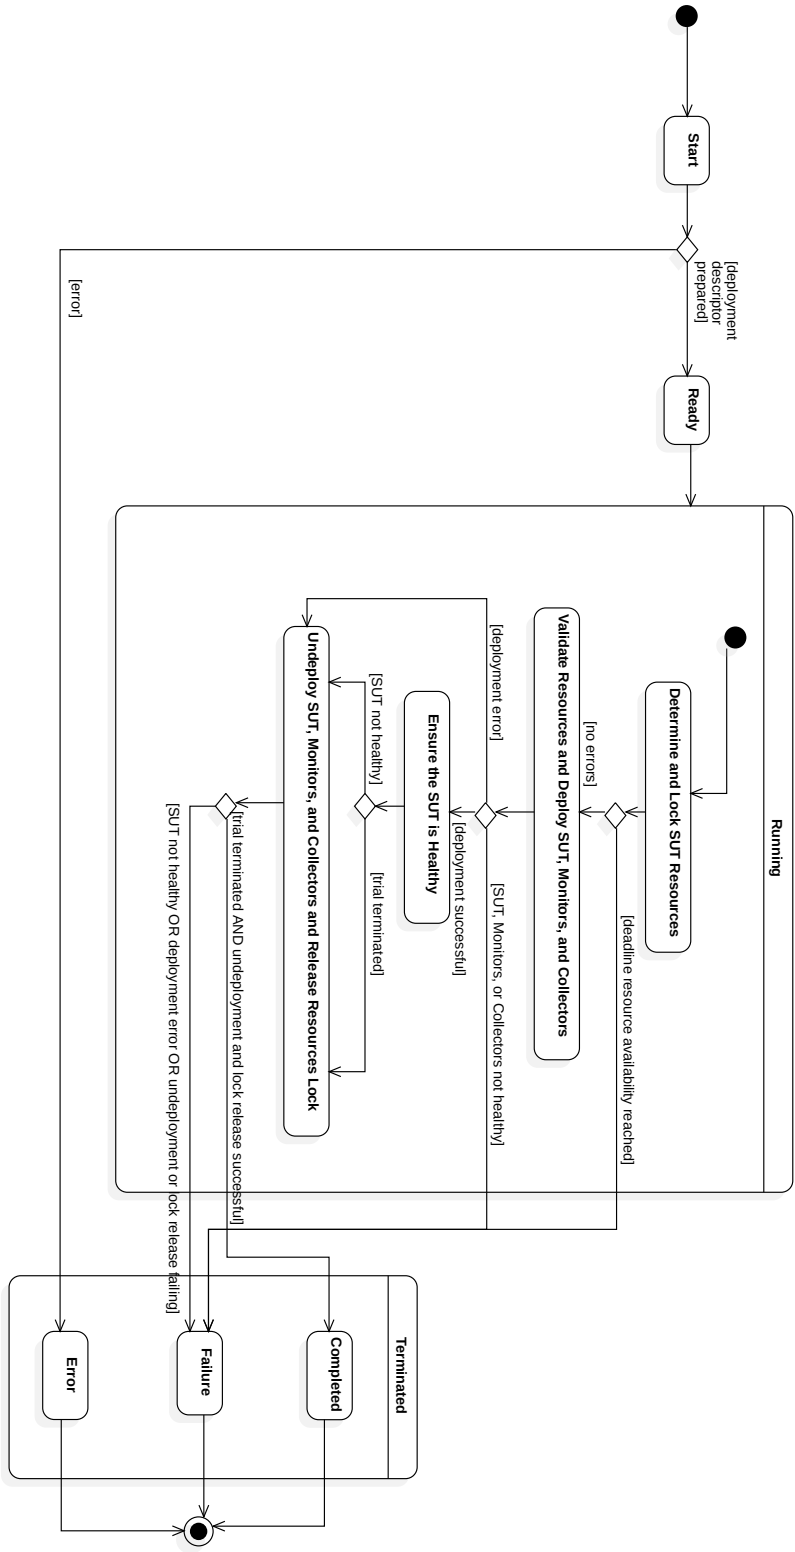 Start
[deployment
descriptor
prepared]
[error]
Ready
Running
Determine and Lock SUT Resources
[deadline resource availability reached]
[no errors]
Validate Resources and Deploy SUT, Monitors, and Collectors
[deployment error]
[SUT, Monitors, or Collectors not healthy]
[deployment successful]
Ensure the SUT is Healthy
[SUT not healthy]
[trial terminated]
Undeploy SUT, Monitors, and Collectors and Release Resources Lock
[trial terminated AND undeployment and lock release successful]
[SUT not healthy OR deployment error OR undeployment or lock release failing]
Terminated
Completed
Failure
Error